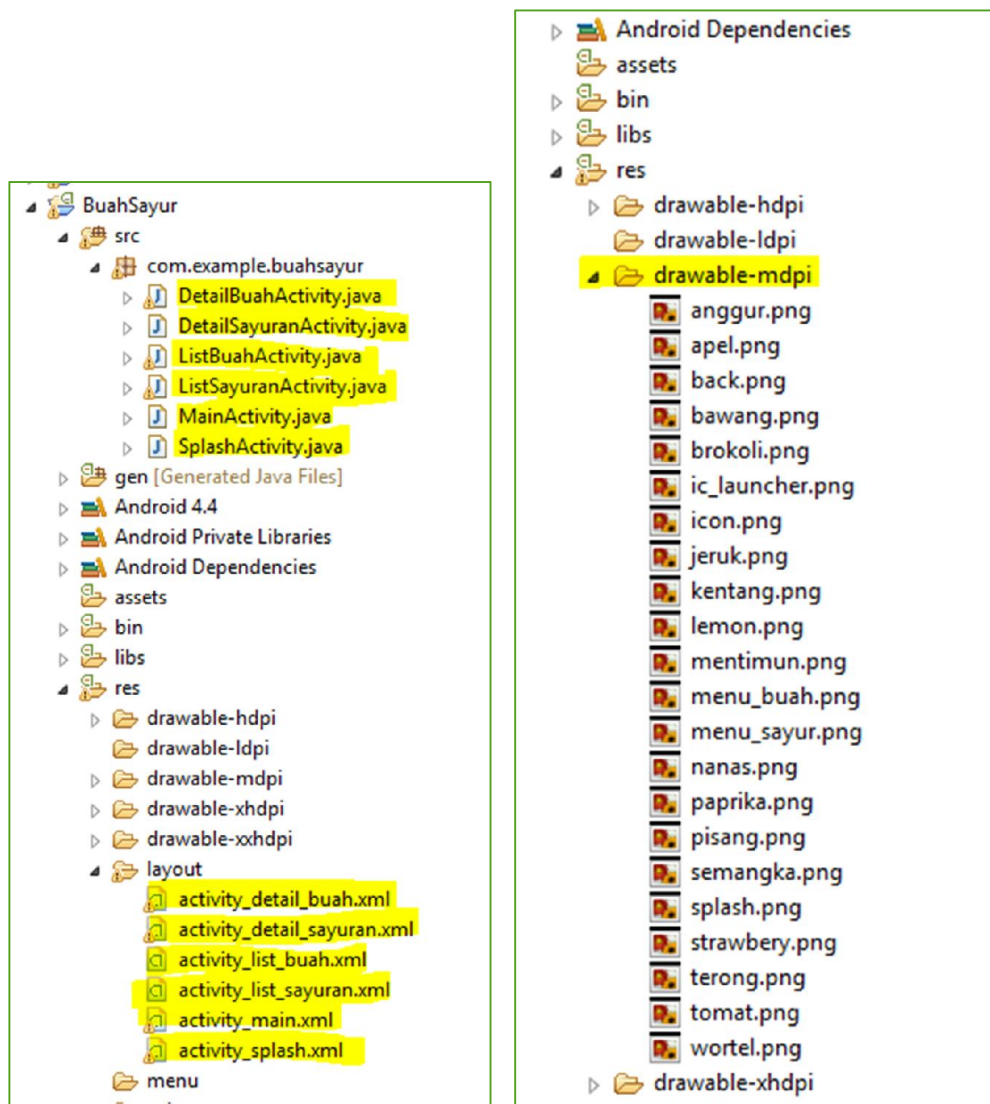 BuahSayur
src
com.example.buahsayur
DetailBuahActivity.java
DetailSayuranActivity.java
ListBuahActivity.java
ListSayuranActivity.java
MainActivity.java
SplashActivity.java
gen [Generated Java Files]
Android 4.4
Android Private Libraries
Android Dependencies
assets
bin
libs
res
drawable-hdpi
drawable-ldpi
drawable-mdpi
drawable-xhdpi
drawable-xxhdpi
layout
activity_detail_buah.xml
activity_detail_sayuran.xml
activity_list_buah.xml
activity_list_sayuran.xml
activity_main.xml
activity_splash.xml
menu
Android Dependencies
assets
bin
libs
res
drawable-hdpi
drawable-ldpi
drawable-mdpi
anggur.png
apel.png
back.png
bawang.png
brokoli.png
ic_launcher.png
icon.png
jeruk.png
kentang.png
lemon.png
mentimun.png
menu_buah.png
menu_sayur.png
nanas.png
paprika.png
pisang.png
semangka.png
splash.png
strawbery.png
terong.png
tomat.png
wortel.png
drawable-xhdpi